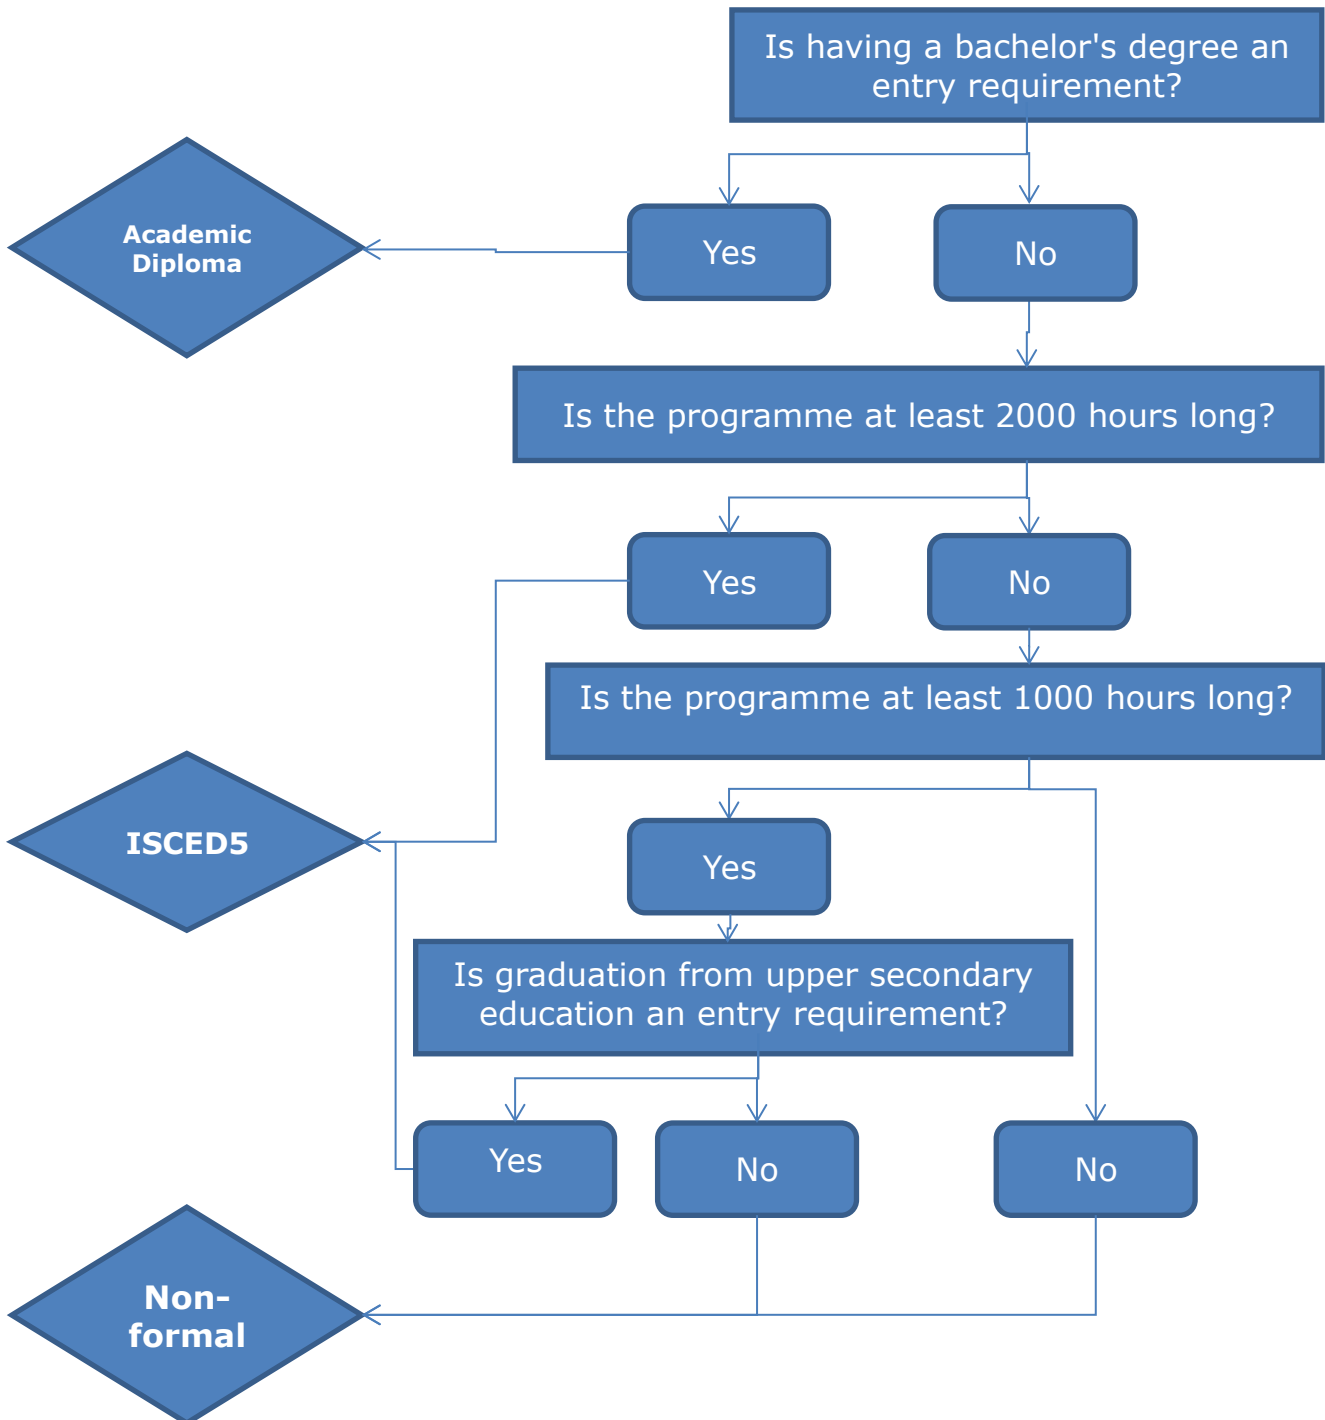 Is having a bachelor's degree an
entry requirement?
Academic
Diploma
Yes
No
Is the programme at least 2000 hours long?
Yes
No
Is the programme at least 1000 hours long?
ISCED5
Yes
Is graduation from upper secondary
education an entry requirement?
Yes
No
No
Non-
formal